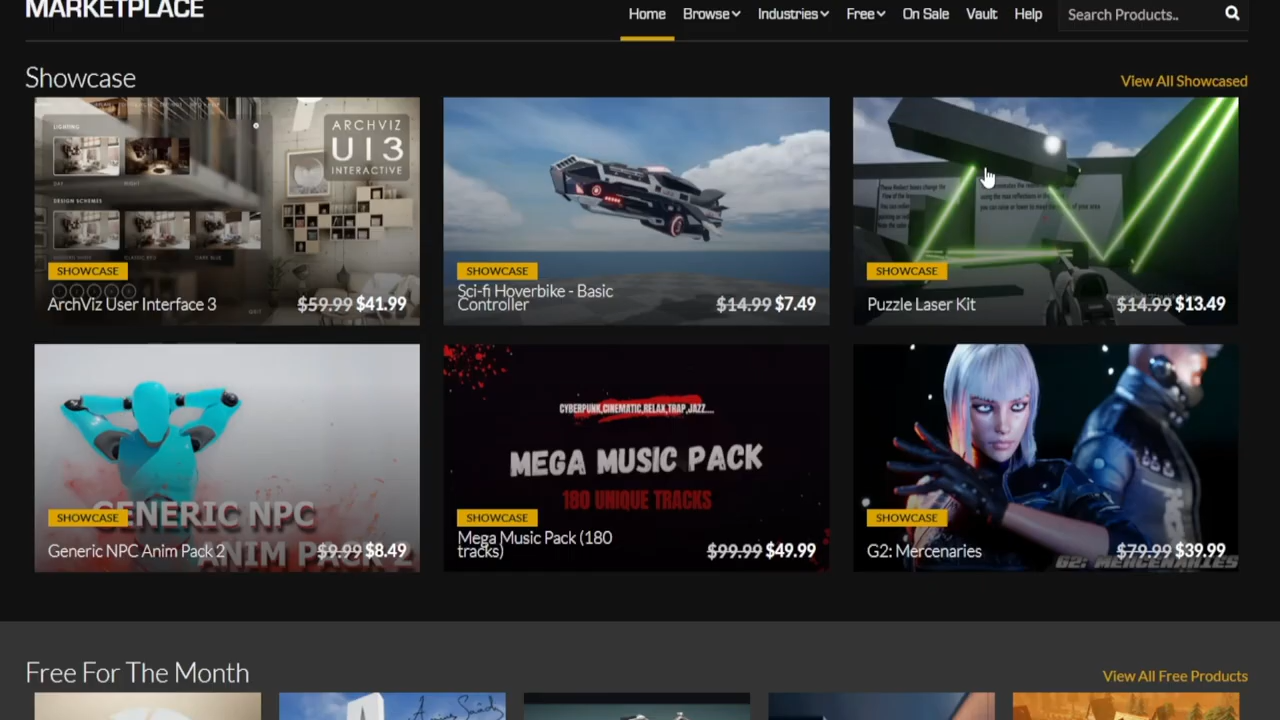 MARKETPLACE
Home Browse Industries Free On Sale Vault Help Search Products..
Showcase
View All Showcased
LIGHTING
DAY NIGHT
DESIGN SCHEMES
ARCHVIZ
UI3
INTERACTIVE
SHOWCASE
ArchViz User Interface 3 $59.99 $41.99
SHOWCASE
Sci-fi Hoverbike - Basic
Controller $14.99 $7.49
SHOWCASE
Puzzle Laser Kit $14.99 $13.49
GENERIC NPC
ANIM PACK 2
SHOWCASE
Generic NPC Anim Pack 2 $9.99 $8.49
CYBERPUNK,CINEMATIC,RELAX,TRAP,JAZZ....
MEGA MUSIC PACK
180 UNIQUE TRACKS
SHOWCASE
Mega Music Pack (180
tracks) $99.99 $49.99
SHOWCASE
G2: Mercenaries $79.99 $39.99
G2: MERCENARIES
Free For The Month
View All Free Products